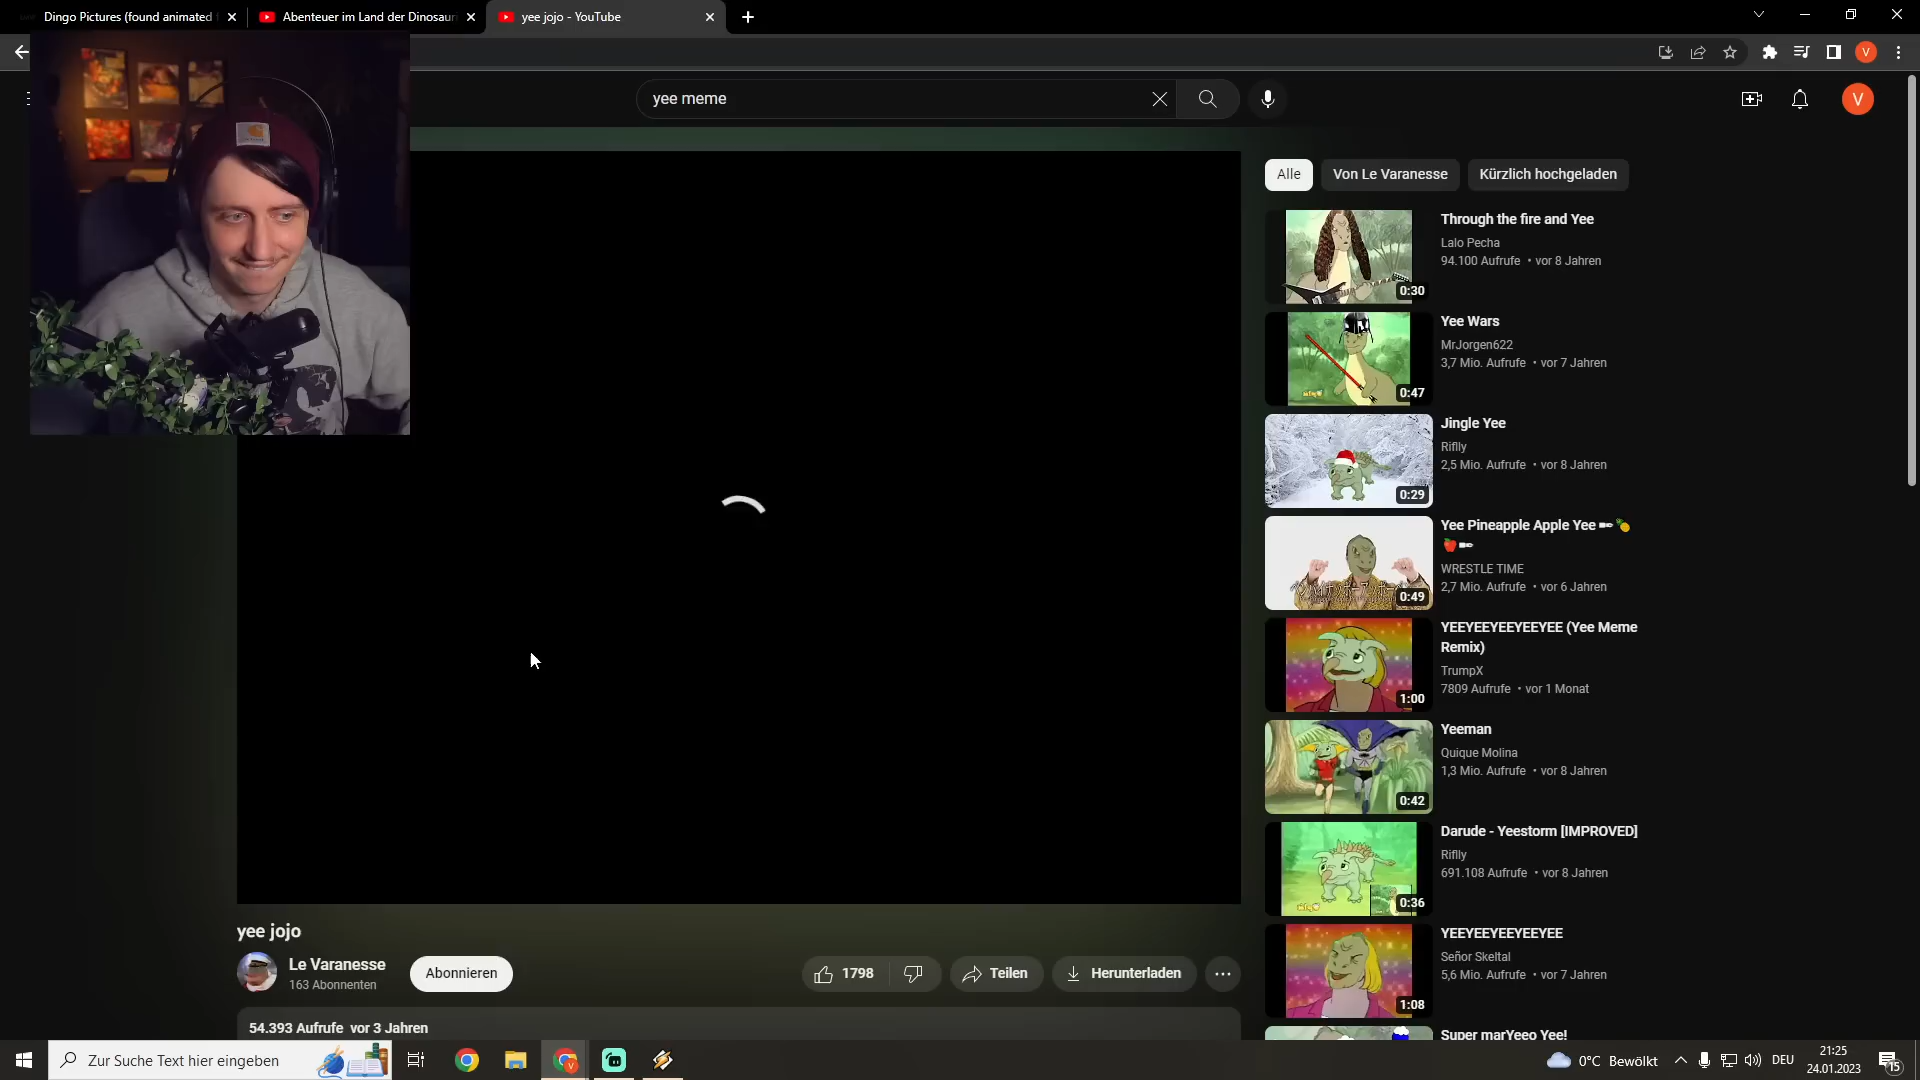 Dingo Pictures (found animated
Abenteuer im Land der Dinosaur
yee jojo - YouTube
V
yee meme
V
Alle
Von Le Varanesse
Kürzlich hochgeladen
Through the fire and Yee
Lalo Pecha
94.100 Aufrufe • vor 8 Jahren
0:30
Yee Wars
MrJorgen622
3,7 Mio. Aufrufe • vor 7 Jahren
0:47
Jingle Yee
Riflly
2,5 Mio. Aufrufe • vor 8 Jahren
0:29
Yee Pineapple Apple Yee
WRESTLE TIME
2,7 Mio. Aufrufe • vor 6 Jahren
0:49
YEEYEEYEEYEEYEE (Yee Meme
Remix)
TrumpX
7809 Aufrufe • vor 1 Monat
1:00
Yeeman
Quique Molina
1,3 Mio. Aufrufe • vor 8 Jahren
0:42
Darude - Yeestorm [IMPROVED]
Riflly
691.108 Aufrufe • vor 8 Jahren
0:36
YEEYEEYEEYEEYEE
Señor Skeltal
5,6 Mio. Aufrufe • vor 7 Jahren
1:08
Super marYeeo Yee!
yee jojo
Le Varanesse
163 Abonnenten
Abonnieren
1798
Teilen
Herunterladen
54.393 Aufrufe vor 3 Jahren
Zur Suche Text hier eingeben
V
0°C Bewölkt
DEU
21:25
24.01.2023
15